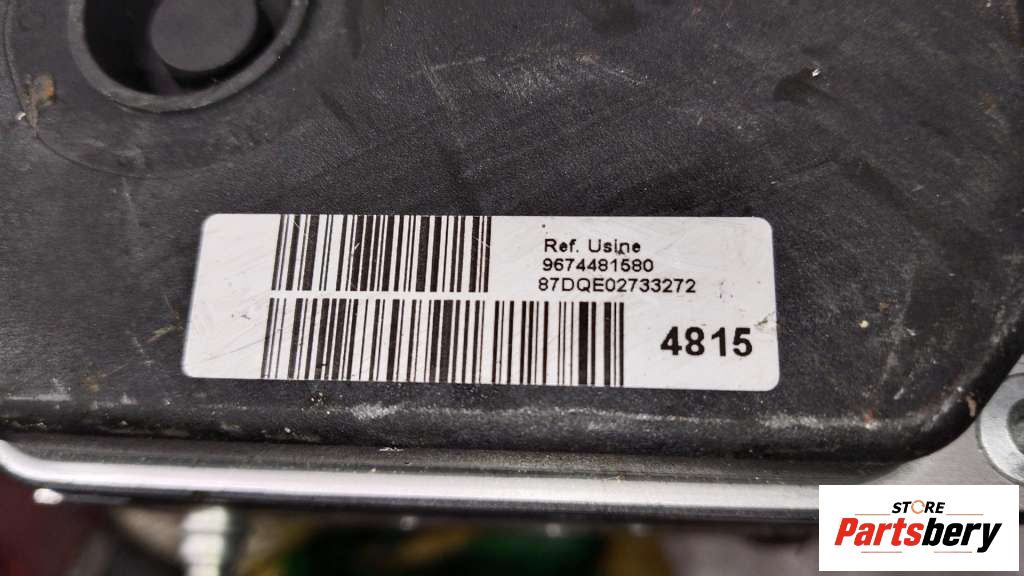 Ref. Usine
9674481580
87DQE02733272
4815
STORE
Partsbery